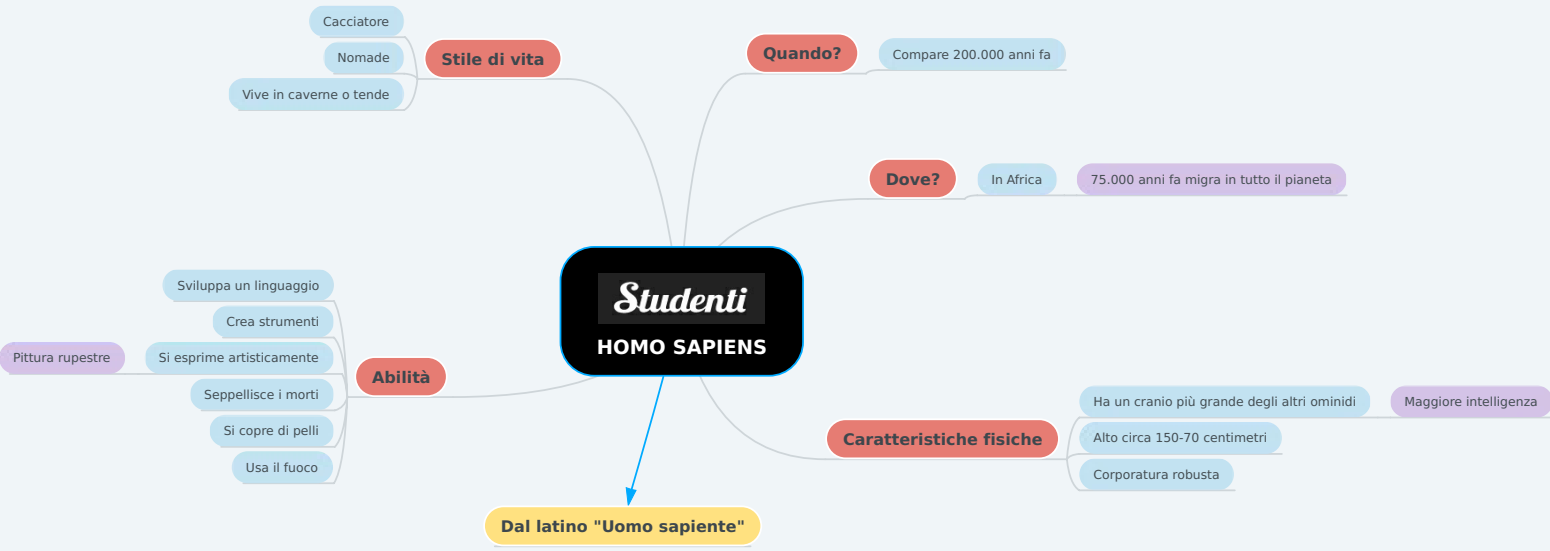 Studenti
HOMO SAPIENS
Dal latino "Uomo sapiente"
Stile di vita
Cacciatore
Nomade
Vive in caverne o tende
Quando?
Compare 200.000 anni fa
Dove?
In Africa
75.000 anni fa migra in tutto il pianeta
Abilità
Sviluppa un linguaggio
Crea strumenti
Si esprime artisticamente
Pittura rupestre
Seppellisce i morti
Si copre di pelli
Usa il fuoco
Caratteristiche fisiche
Ha un cranio più grande degli altri ominidi
Maggiore intelligenza
Alto circa 150-70 centimetri
Corporatura robusta